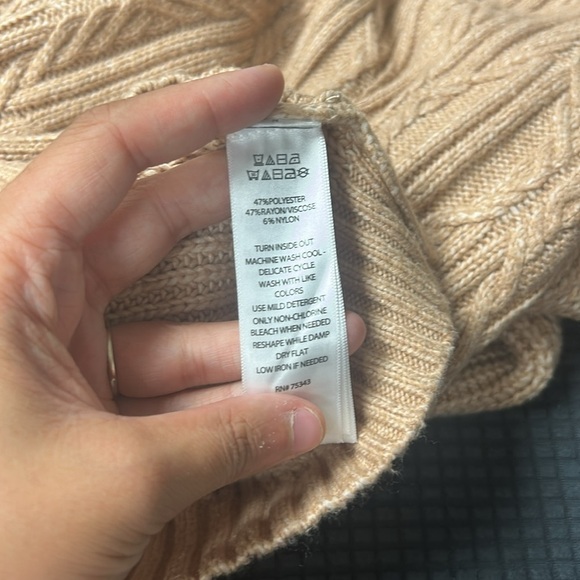 47%POLYESTER
47%RAYON/VISCOSE
6%NYLON
TURN INSIDE OUT
MACHINE WASH COOL -
DELICATE CYCLE
WASH WITH LIKE
COLORS
USE MILD DETERGENT
ONLY NON-CHLORINE
BLEACH WHEN NEEDED
RESHAPE WHILE DAMP
DRY FLAT
LOW IRON IF NEEDED
RN# 75343